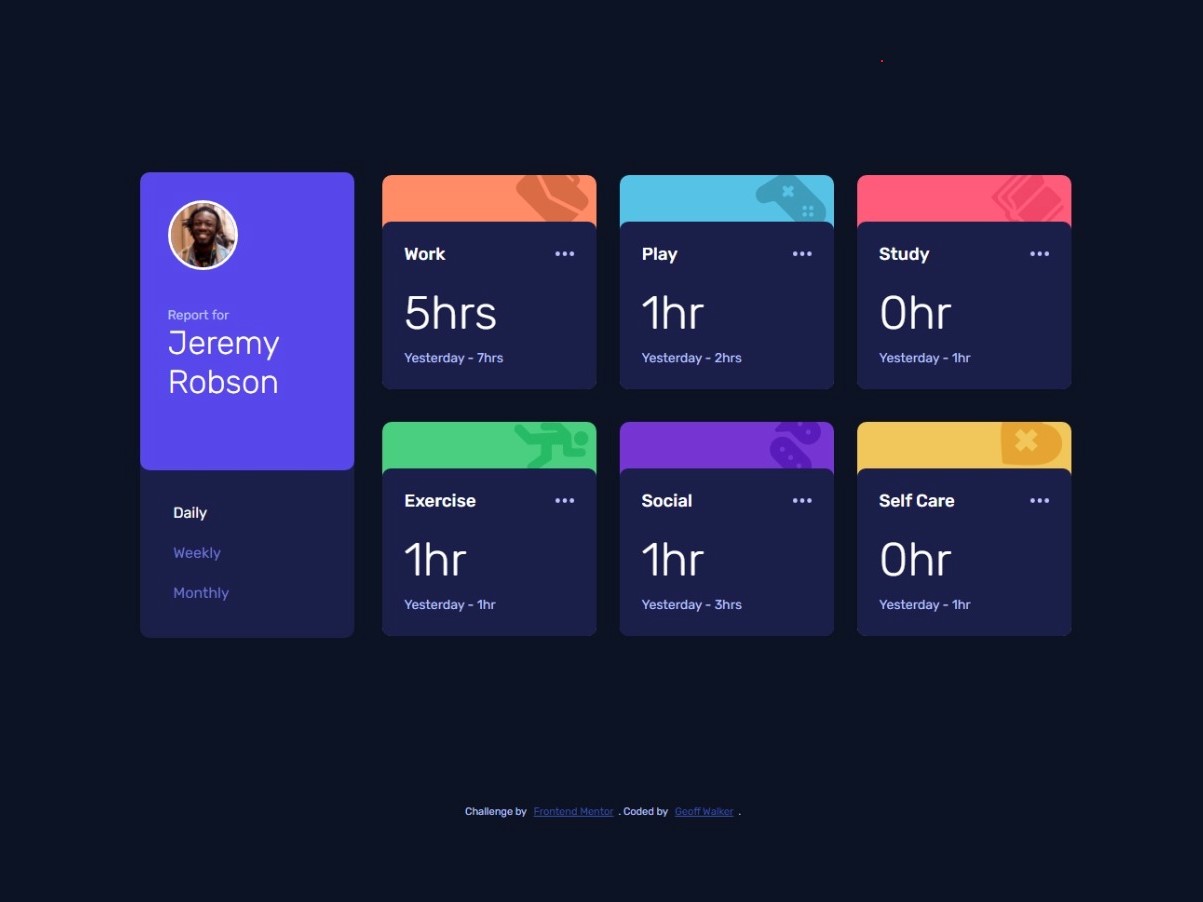 Report for
Jeremy
Robson
Daily
Weekly
Monthly
Work
5hrs
Yesterday - 7hrs
Play
1hr
Yesterday - 2hrs
Study
0hr
Yesterday - 1hr
Exercise
1hr
Yesterday - 1hr
Social
1hr
Yesterday - 3hrs
Self Care
0hr
Yesterday - 1hr
Challenge by Frontend Mentor . Coded by Geoff Walker .